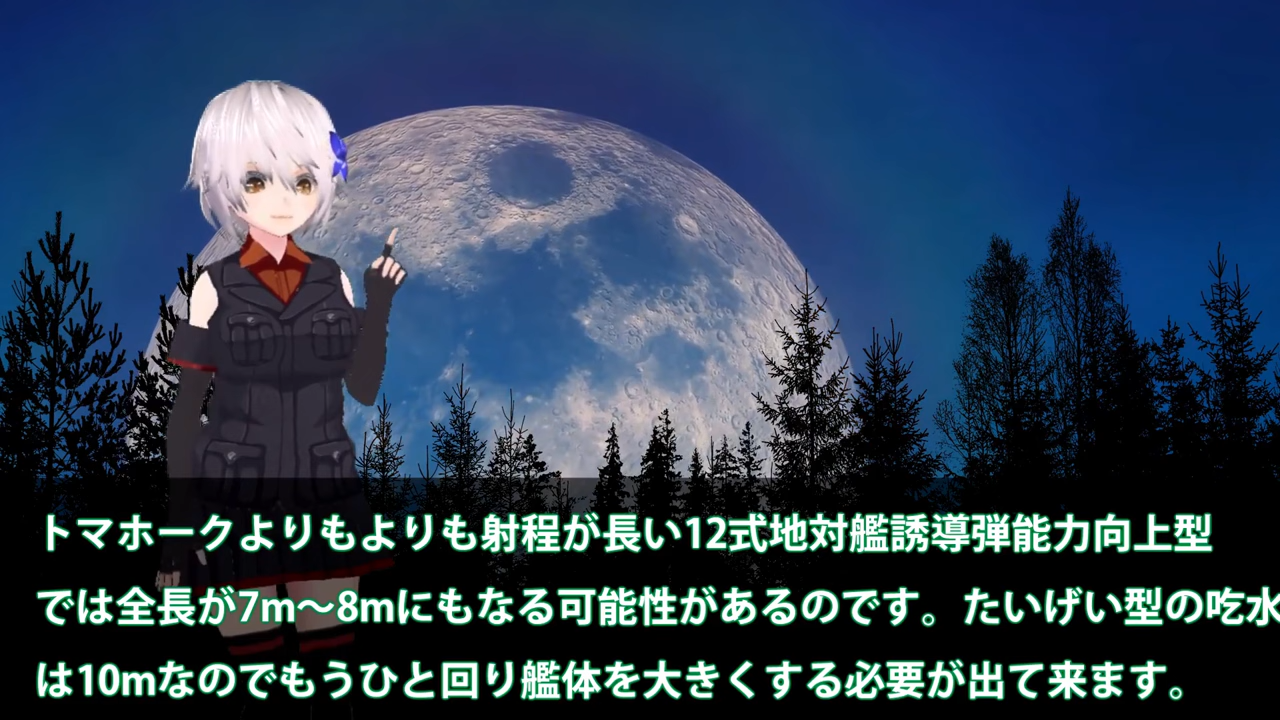 トマホークよりもよりも射程が長い12式地対艦誘導弾能力向上型
では全長が7m～8mにもなる可能性があるのです。たいげい型の吃水
は10mなのでもうひと回り艦体を大きくする必要が出て来ます。